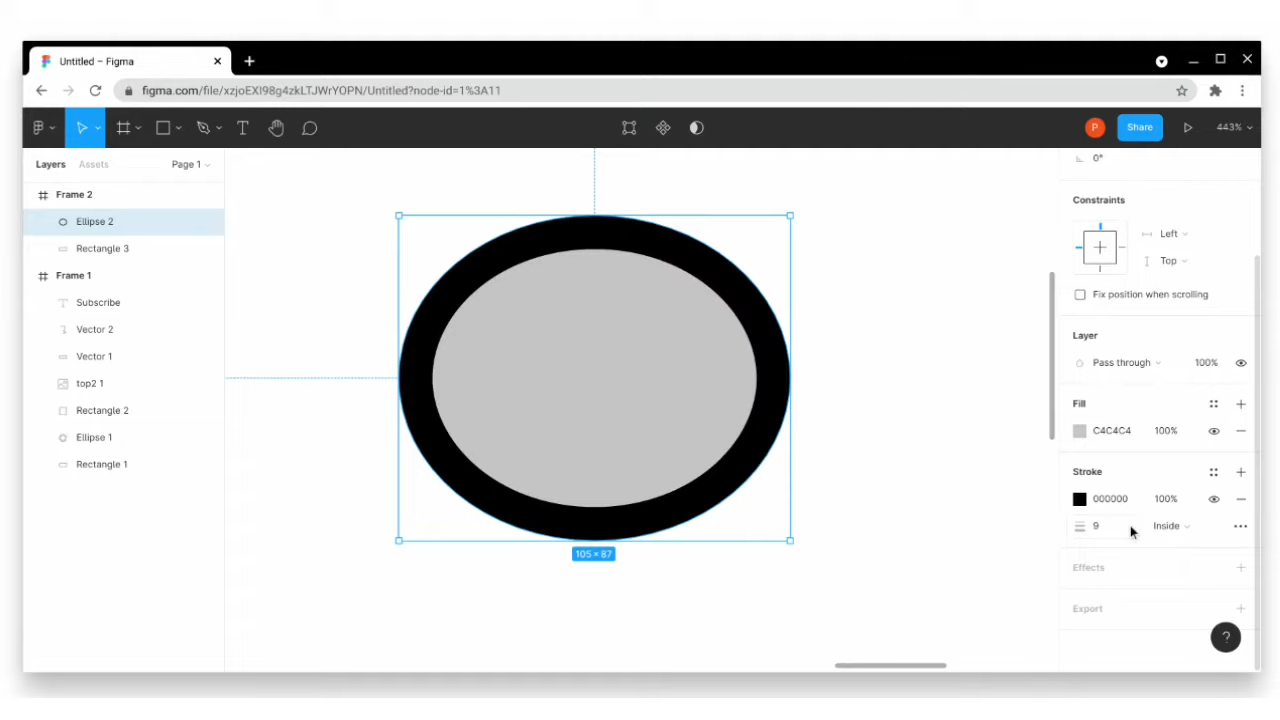 Untitled – Figma
figma.com/file/xzjoEXI98g4zkLTJWrYOPN/Untitled?node-id=1%3A11
P
Share
443%
Layers
Assets
Page 1
0°
Frame 2
Ellipse 2
Rectangle 3
Frame 1
Subscribe
Vector 2
Vector 1
top2 1
Rectangle 2
Ellipse 1
Rectangle 1
105 × 87
Constraints
Left
Top
Fix position when scrolling
Layer
Pass through
100%
Fill
C4C4C4
100%
Stroke
000000
100%
9
Inside
Effects
Export
?